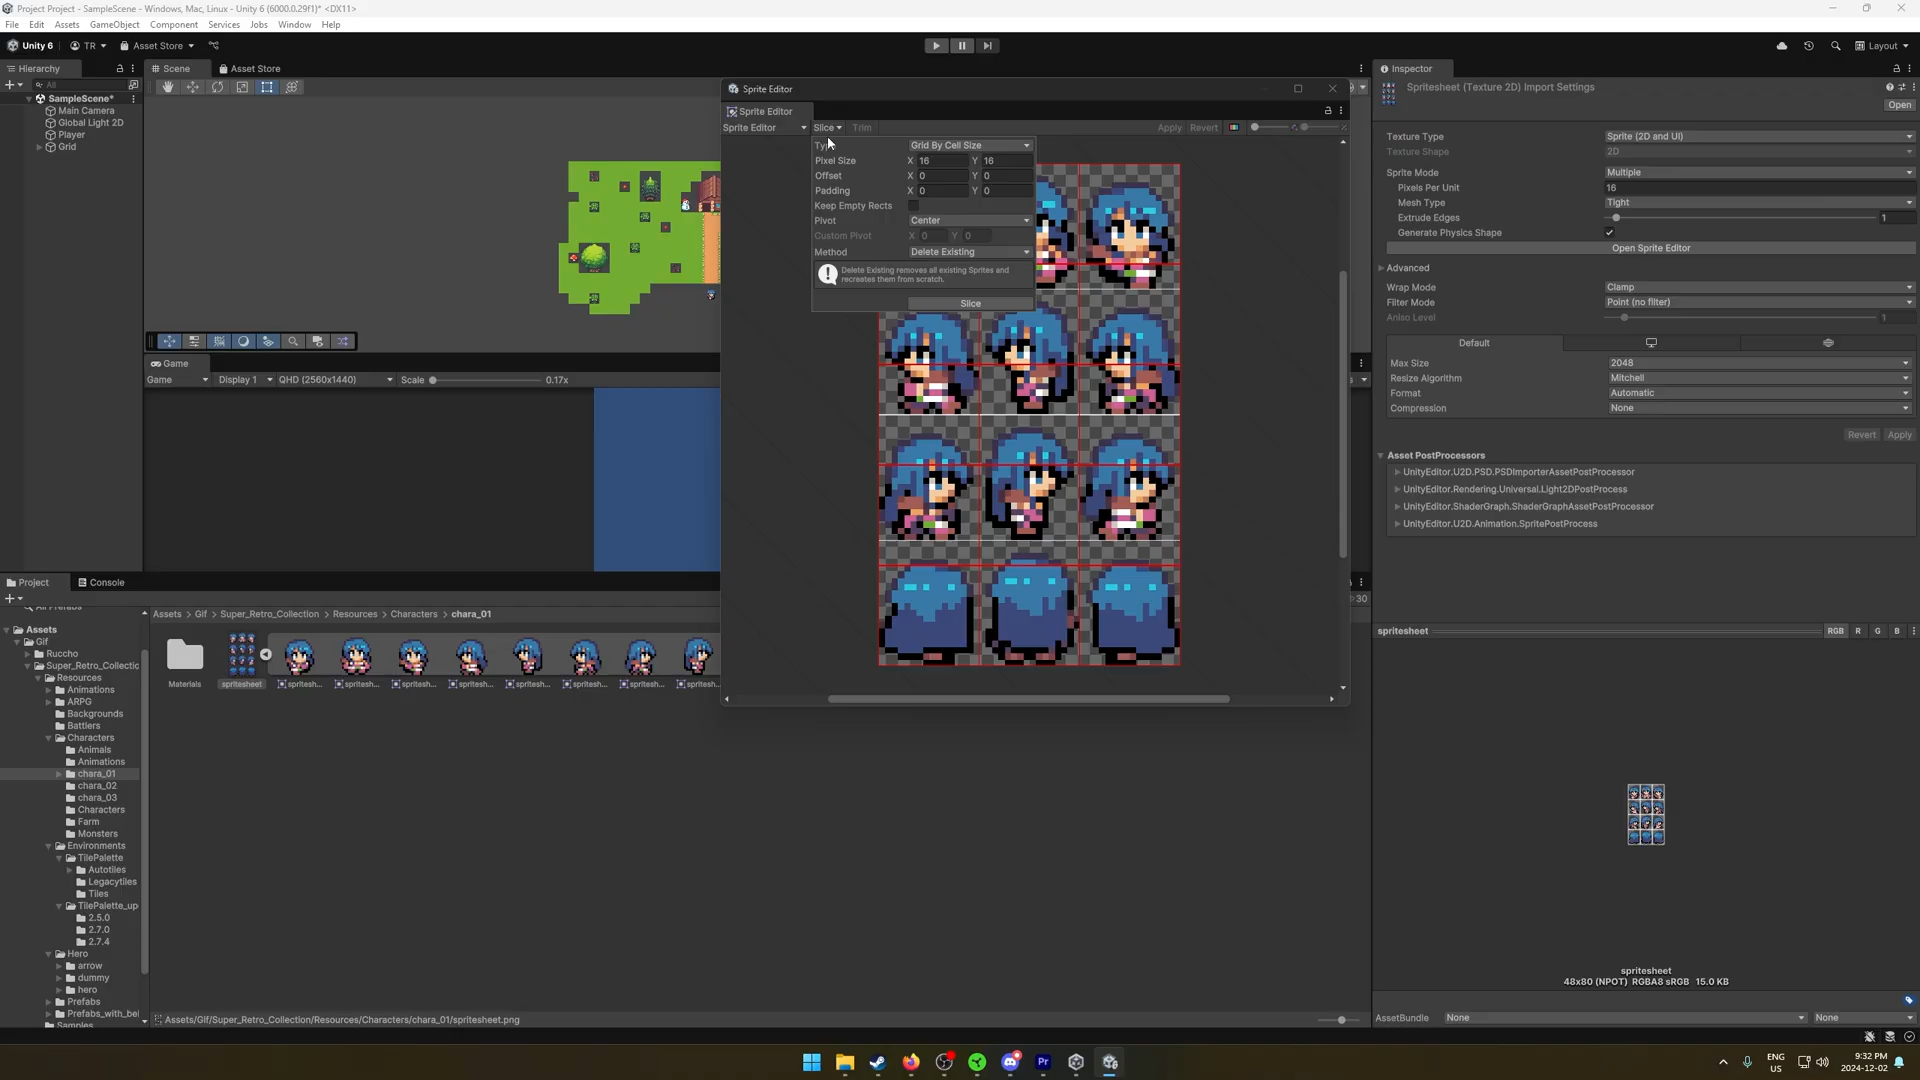 Project Project - SampleScene - Windows, Mac, Linux - Unity 6 (6000.0.29f1)* <DX11>
File Edit Assets GameObject Component Services Jobs Window Help
Unity 6 TR Asset Store Layout
Hierarchy
All
SampleScene*
Main Camera
Global Light 2D
Player
Grid
Scene Asset Store
Game
Game Display 1 QHD (2560x1440) Scale 0.17x
Sprite Editor
Sprite Editor
Sprite Editor Slice Trim Apply Revert
Grid By Cell Size
Pixel Size X 16 Y 16
Offset X 0 Y 0
Padding X 0 Y 0
Keep Empty Rects
Pivot Center
Custom Pivot X 0 Y 0
Method Delete Existing
Delete Existing removes all existing Sprites and
recreates them from scratch.
Slice
Inspector
Spritesheet (Texture 2D) Import Settings
Open
Texture Type Sprite (2D and UI)
Texture Shape 2D
Sprite Mode Multiple
Pixels Per Unit 16
Mesh Type Tight
Extrude Edges 1
Generate Physics Shape
Open Sprite Editor
Advanced
Wrap Mode Clamp
Filter Mode Point (no filter)
Aniso Level 1
Default
Max Size 2048
Resize Algorithm Mitchell
Format Automatic
Compression None
Revert Apply
Asset PostProcessors
UnityEditor.U2D.PSD.PSDImporterAssetPostProcessor
UnityEditor.Rendering.Universal.Light2DPostProcess
UnityEditor.ShaderGraph.ShaderGraphAssetPostProcessor
UnityEditor.U2D.Animation.SpritePostProcess
spritesheet RGB R G B
spritesheet
48x80 (NPOT) RGBA8 sRGB 15.0 KB
AssetBundle None None
Project Console
30
Assets > Gif > Super_Retro_Collection > Resources > Characters > chara_01
Materials spritesheet spritesh... spritesh... spritesh... spritesh... spritesh... spritesh... spritesh... spritesh...
All Prefabs
Assets
Gif
Ruccho
Super_Retro_Collectic
Resources
Animations
ARPG
Backgrounds
Battlers
Characters
Animals
Animations
chara_01
chara_02
chara_03
Characters
Farm
Monsters
Environments
TilePalette
Autotiles
Legacytiles
Tiles
TilePalette_up
2.5.0
2.7.0
2.7.4
Hero
arrow
dummy
hero
Prefabs
Prefabs_with_bel
Samples
Assets/Gif/Super_Retro_Collection/Resources/Characters/chara_01/spritesheet.png
Pr
ENG
US
9:32 PM
2024-12-02